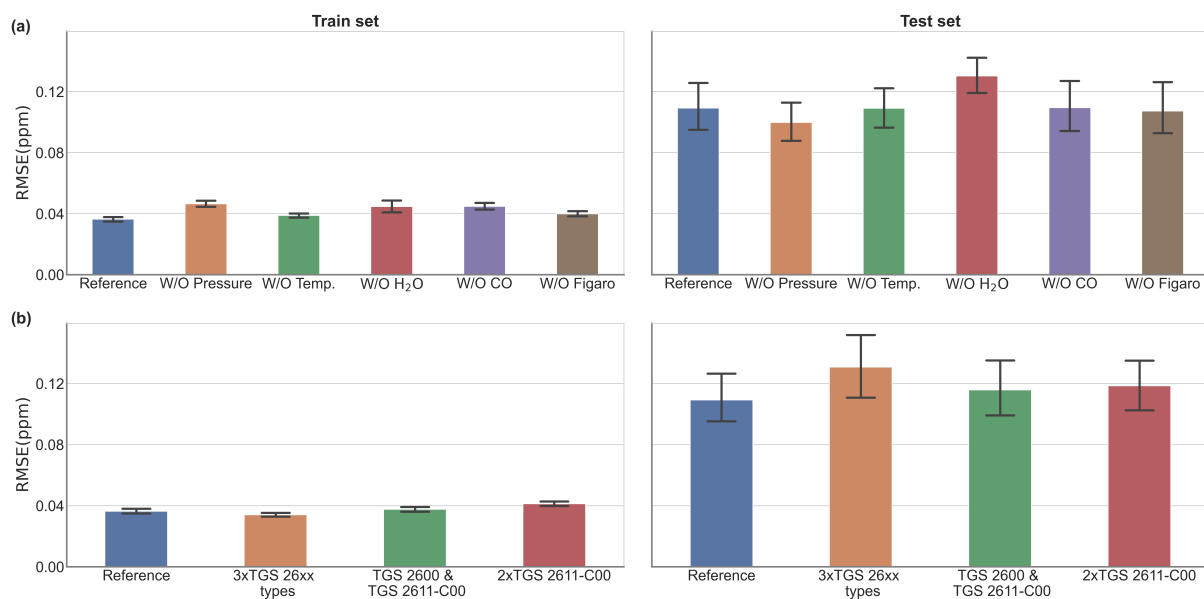 (a)
Train set
Test set
RMSE(ppm)
0.12
0.08
0.04
0.00
Reference
W/O Pressure
W/O Temp.
W/O H₂O
W/O CO
W/O Figaro
Reference
W/O Pressure
W/O Temp.
W/O H₂O
W/O CO
W/O Figaro
(b)
RMSE(ppm)
0.12
0.08
0.04
0.00
Reference
3xTGS 26xx
types
TGS 2600 &
TGS 2611-C00
2xTGS 2611-C00
Reference
3xTGS 26xx
types
TGS 2600 &
TGS 2611-C00
2xTGS 2611-C00